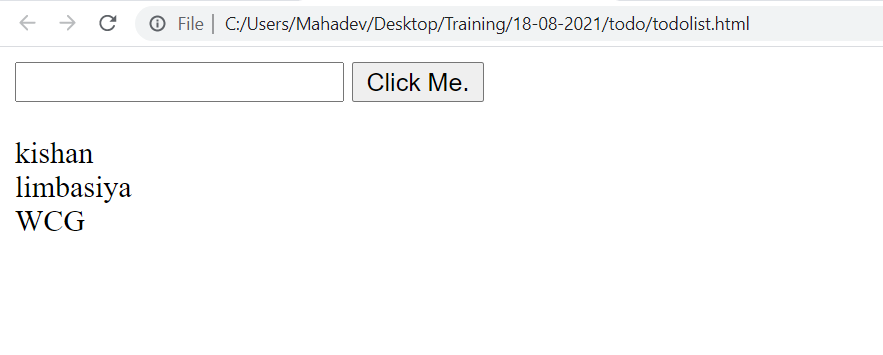 File | C:/Users/Mahadev/Desktop/Training/18-08-2021/todo/todolist.html
Click Me.
kishan
limbasiya
WCG